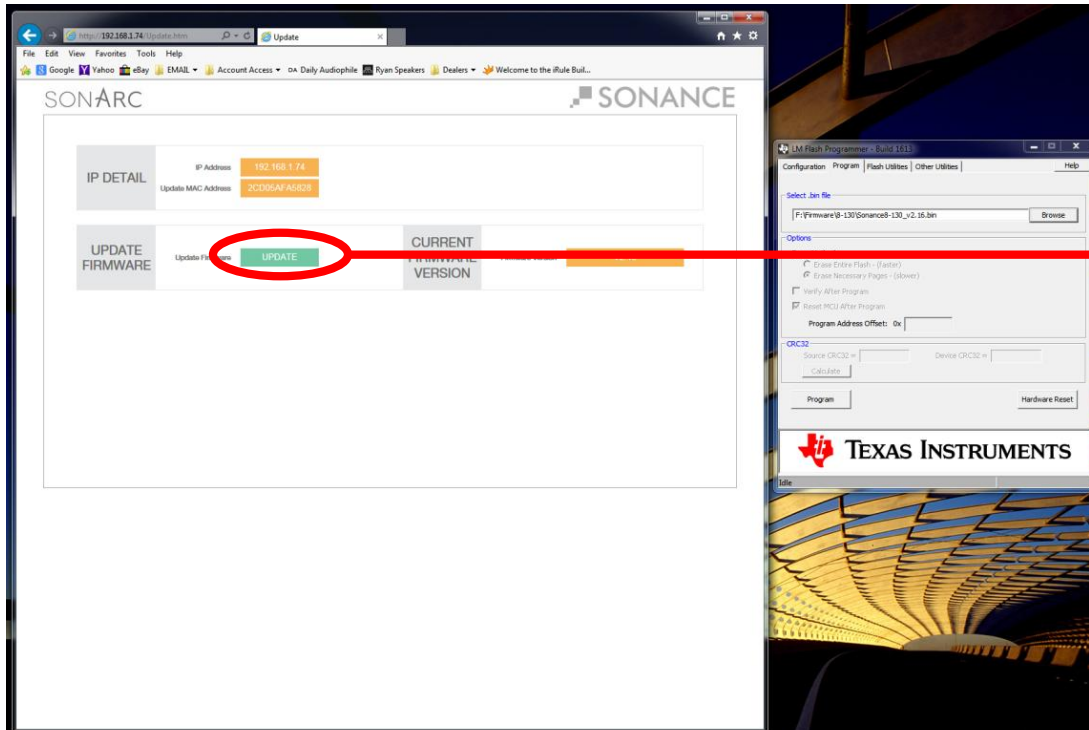 http://192.168.1.74/Update.htm
Update
File Edit View Favorites Tools Help
Google Yahoo eBay EMAIL Account Access DA Daily Audiophile Ryan Speakers Dealers Welcome to the iRule Buil...
SONARC
SONANCE
IP DETAIL
IP Address 192.168.1.74
Update MAC Address 2CD05AFA5828
UPDATE FIRMWARE
Update Firmware UPDATE
CURRENT
FIRMWARE
VERSION
LM Flash Programmer - Build 1613
Configuration Program Flash Utilities Other Utilities Help
Select .bin file
F:\Firmware\8-130\Sonance8-130_v2.16.bin Browse
Options
Erase Entire Flash - (faster)
Erase Necessary Pages - (slower)
Verify After Program
Reset MCU After Program
Program Address Offset: 0x
CRC32
Source CRC32 = Device CRC32 =
Calculate
Program Hardware Reset
TEXAS INSTRUMENTS
Idle